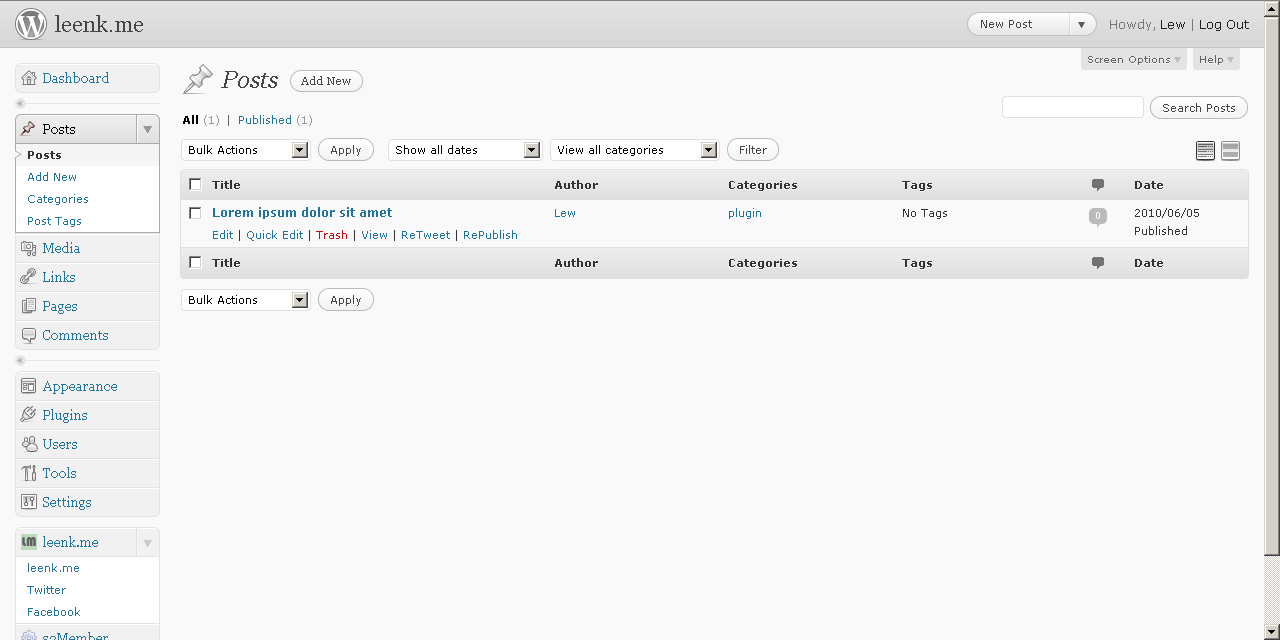 leenk.me
New Post
Howdy, Lew | Log Out
Screen Options
Help
Dashboard
Posts
Posts
Add New
Categories
Post Tags
Media
Links
Pages
Comments
Appearance
Plugins
Users
Tools
Settings
LM leenk.me
leenk.me
Twitter
Facebook
s2Member
Posts Add New
All (1) | Published (1)
Search Posts
Bulk Actions Apply Show all dates View all categories Filter
Title Author Categories Tags Date
Lorem ipsum dolor sit amet Lew plugin No Tags 0 2010/06/05
Published
Edit | Quick Edit | Trash | View | ReTweet | RePublish
Title Author Categories Tags Date
Bulk Actions Apply